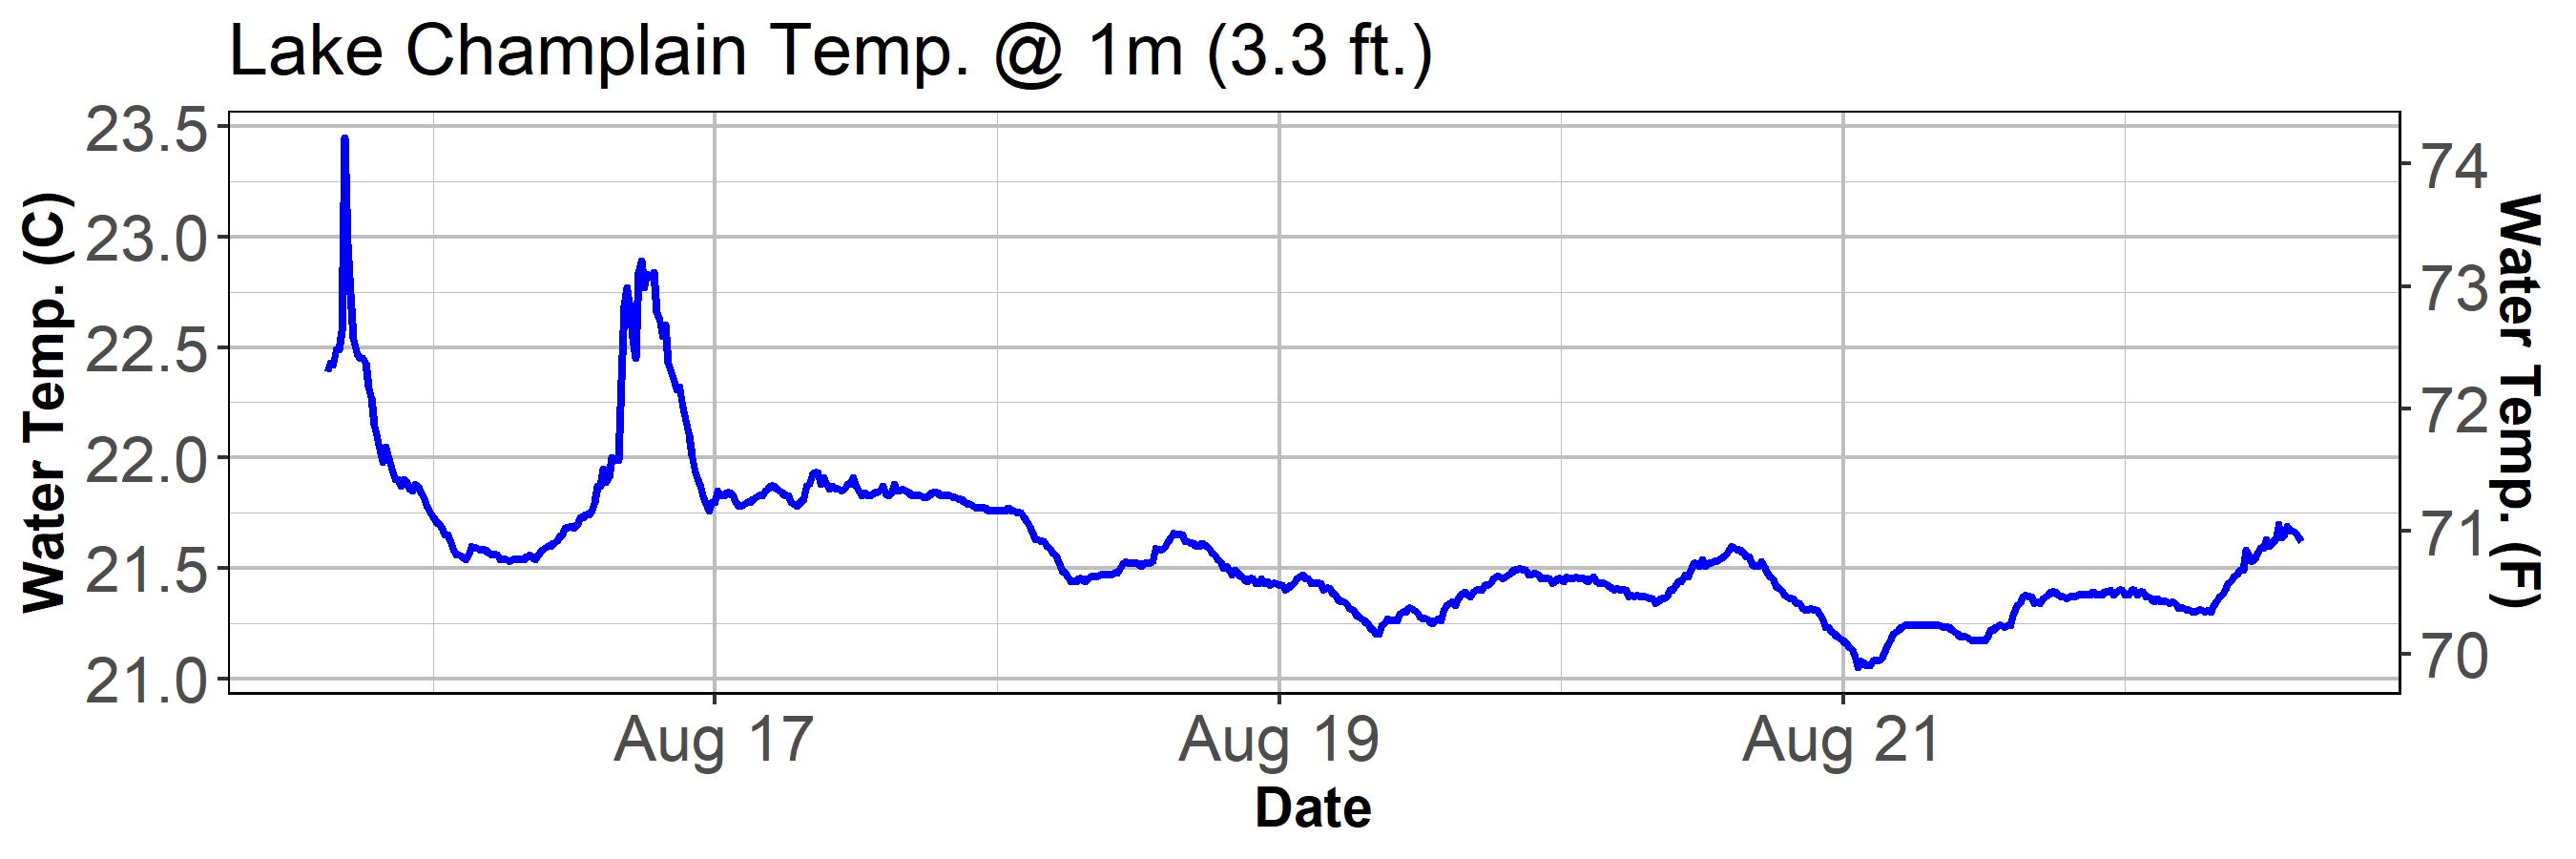 Lake Champlain Temp. @ 1m (3.3 ft.)
Water Temp. (C)
23.5
23.0
22.5
22.0
21.5
21.0
74
73
72
71
70
Water Temp. (F)
Aug 17
Aug 19
Aug 21
Date